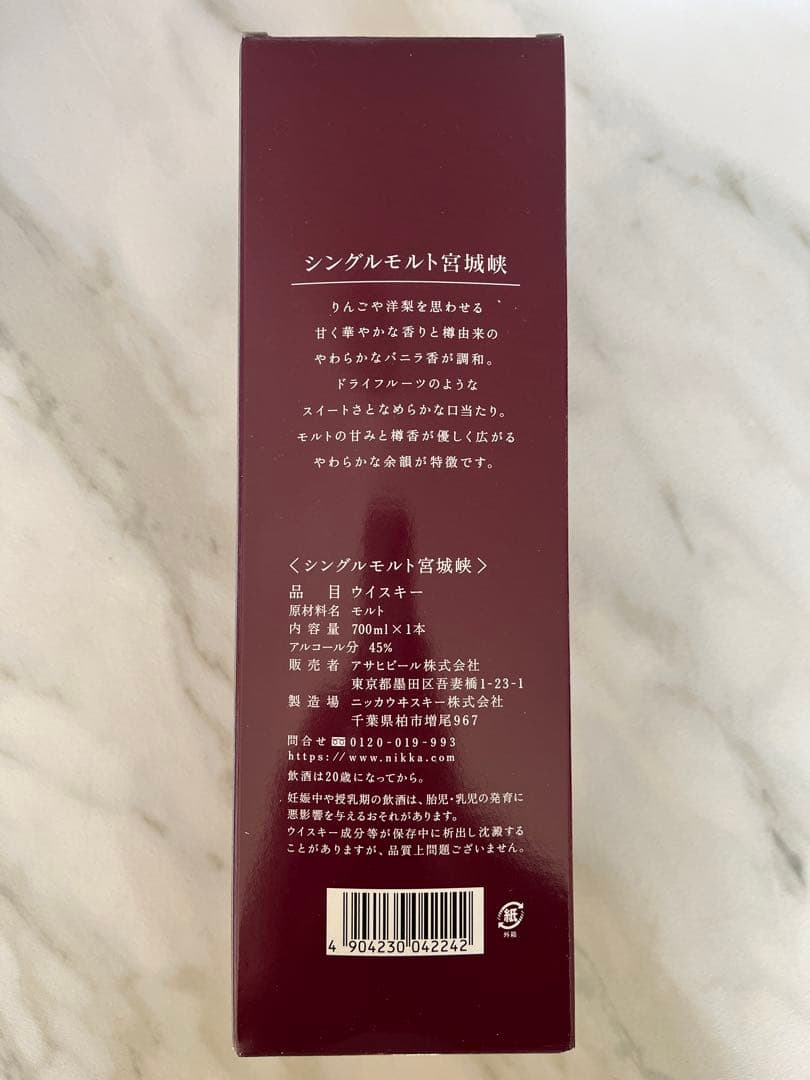 シングルモルト宮城峡
りんごや洋梨を思わせる
甘く華やかな香りと樽由来の
やわらかなバニラ香が調和。
ドライフルーツのような
スイートさとなめらかな口当たり。
モルトの甘みと樽香が優しく広がる
やわらかな余韻が特徴です。
〈シングルモルト宮城峡〉
品目 ウイスキー
原材料名 モルト
内容量 700ml×1本
アルコール分 45%
販売者 アサヒビール株式会社
東京都墨田区吾妻橋1-23-1
製造場 ニッカウヰスキー株式会社
千葉県柏市増尾967
問合せ 0120-019-993
https://www.nikka.com
飲酒は20歳になってから。
妊娠中や授乳期の飲酒は、胎児・乳児の発育に
悪影響を与えるおそれがあります。
ウイスキー成分等が保存中に析出し沈澱する
ことがありますが、品質上問題ございません。
4 904230 042242
紙
外箱